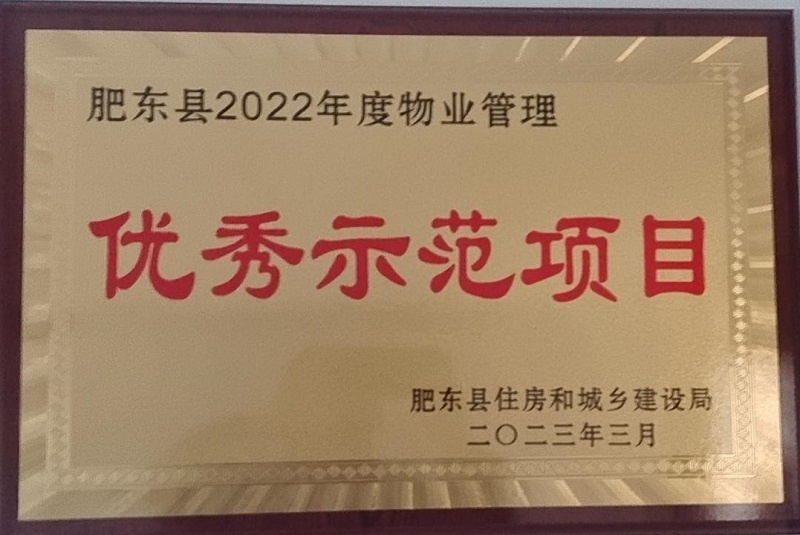 肥东县2022年度物业管理
优秀示范项目
肥东县住房和城乡建设局
二〇二三年三月